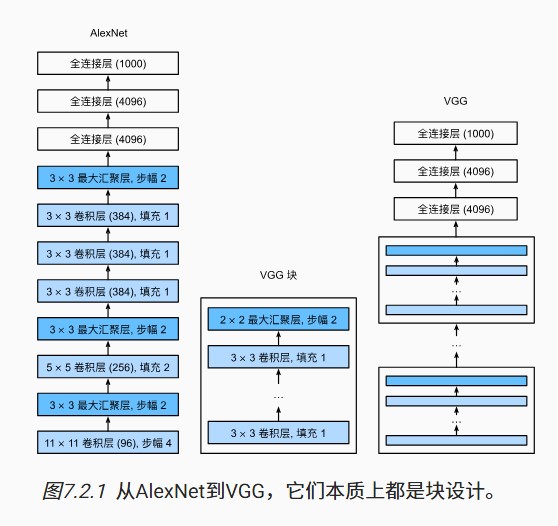 AlexNet
全连接层 (1000)
全连接层 (4096)
全连接层 (4096)
3 × 3 最大汇聚层, 步幅 2
3 × 3 卷积层 (384), 填充 1
3 × 3 卷积层 (384), 填充 1
3 × 3 卷积层 (384), 填充 1
3 × 3 最大汇聚层, 步幅 2
5 × 5 卷积层 (256), 填充 2
3 × 3 最大汇聚层, 步幅 2
11 × 11 卷积层 (96), 步幅 4
VGG 块
2 × 2 最大汇聚层, 步幅 2
3 × 3 卷积层, 填充 1
...
3 × 3 卷积层, 填充 1
VGG
全连接层 (1000)
全连接层 (4096)
全连接层 (4096)
...
...
...
图7.2.1 从AlexNet到VGG，它们本质上都是块设计。